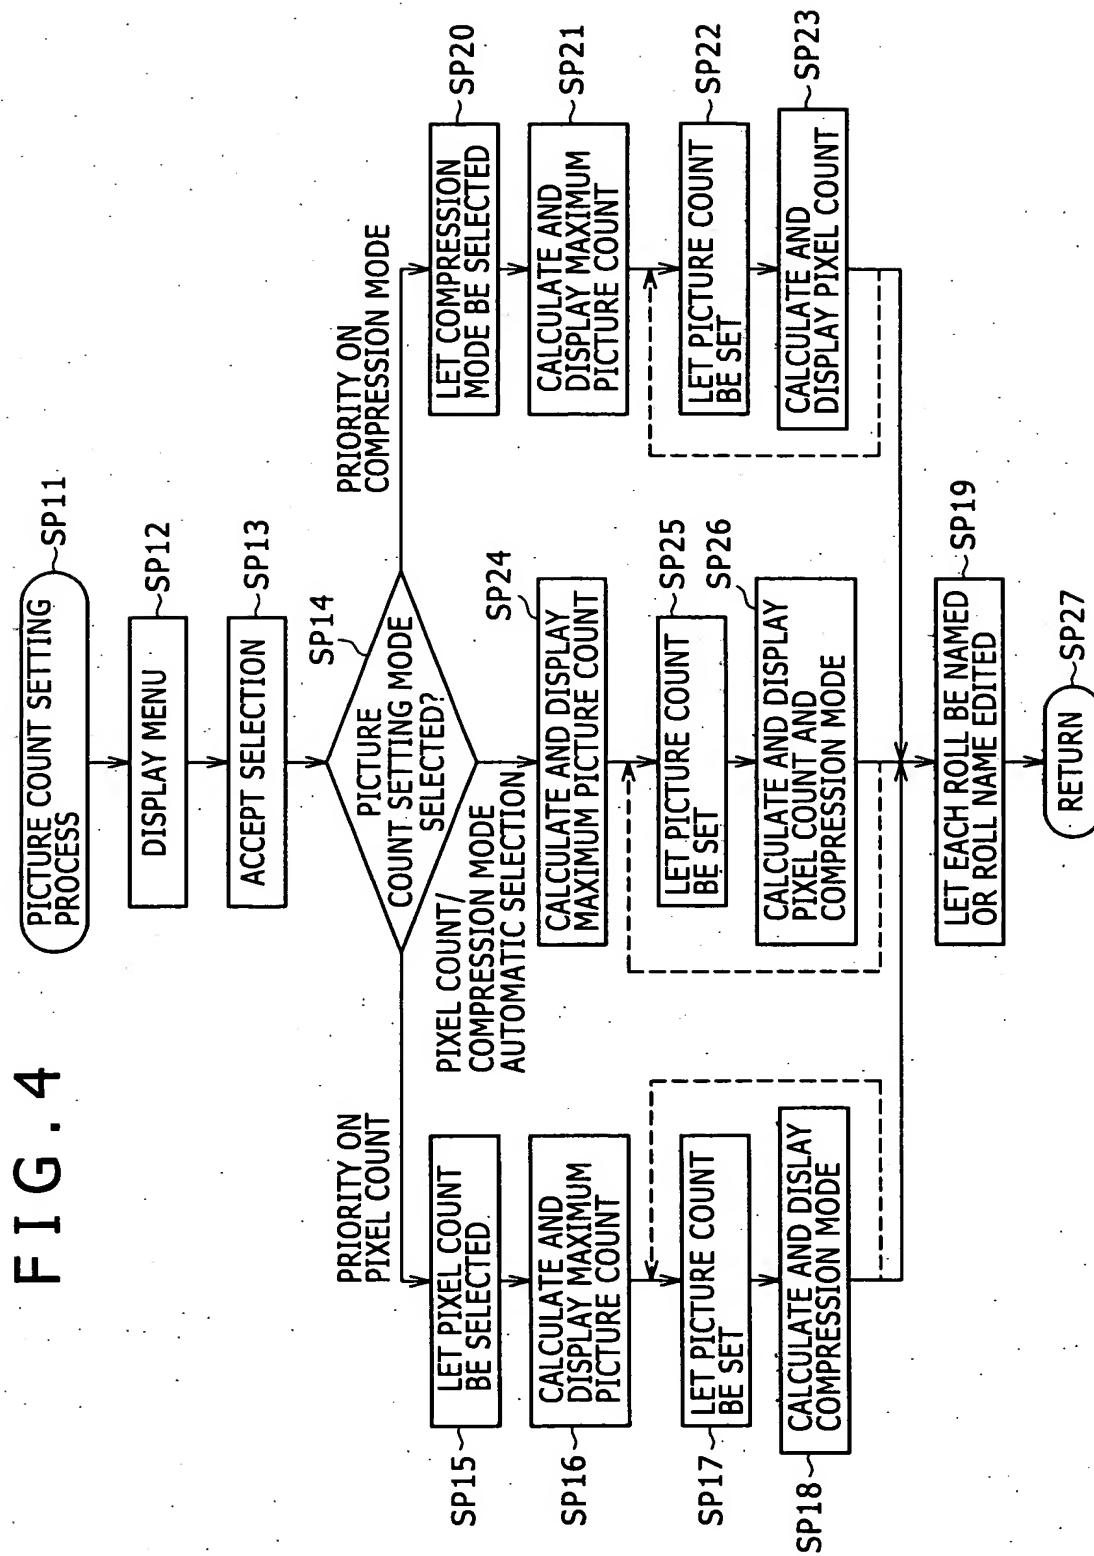 FIG. 4
PICTURE COUNT SETTING
PROCESS
SP11
DISPLAY MENU
SP12
ACCEPT SELECTION
SP13
SP14
PICTURE
COUNT SETTING MODE
SELECTED?
PRIORITY ON
PIXEL COUNT
PIXEL COUNT/
COMPRESSION MODE
AUTOMATIC SELECTION
PRIORITY ON
COMPRESSION MODE
SP15
LET PIXEL COUNT
BE SELECTED
SP16
CALCULATE AND
DISPLAY MAXIMUM
PICTURE COUNT
SP17
LET PICTURE COUNT
BE SET
SP18
CALCULATE AND DISLAY
COMPRESSION MODE
SP24
CALCULATE AND DISPLAY
MAXIMUM PICTURE COUNT
SP25
LET PICTURE COUNT
BE SET
SP26
CALCULATE AND DISPLAY
PIXEL COUNT AND
COMPRESSION MODE
SP20
LET COMPRESSION
MODE BE SELECTED
SP21
CALCULATE AND
DISPLAY MAXIMUM
PICTURE COUNT
SP22
LET PICTURE COUNT
BE SET
SP23
CALCULATE AND
DISPLAY PIXEL COUNT
SP19
LET EACH ROLL BE NAMED
OR ROLL NAME EDITED
SP27
RETURN